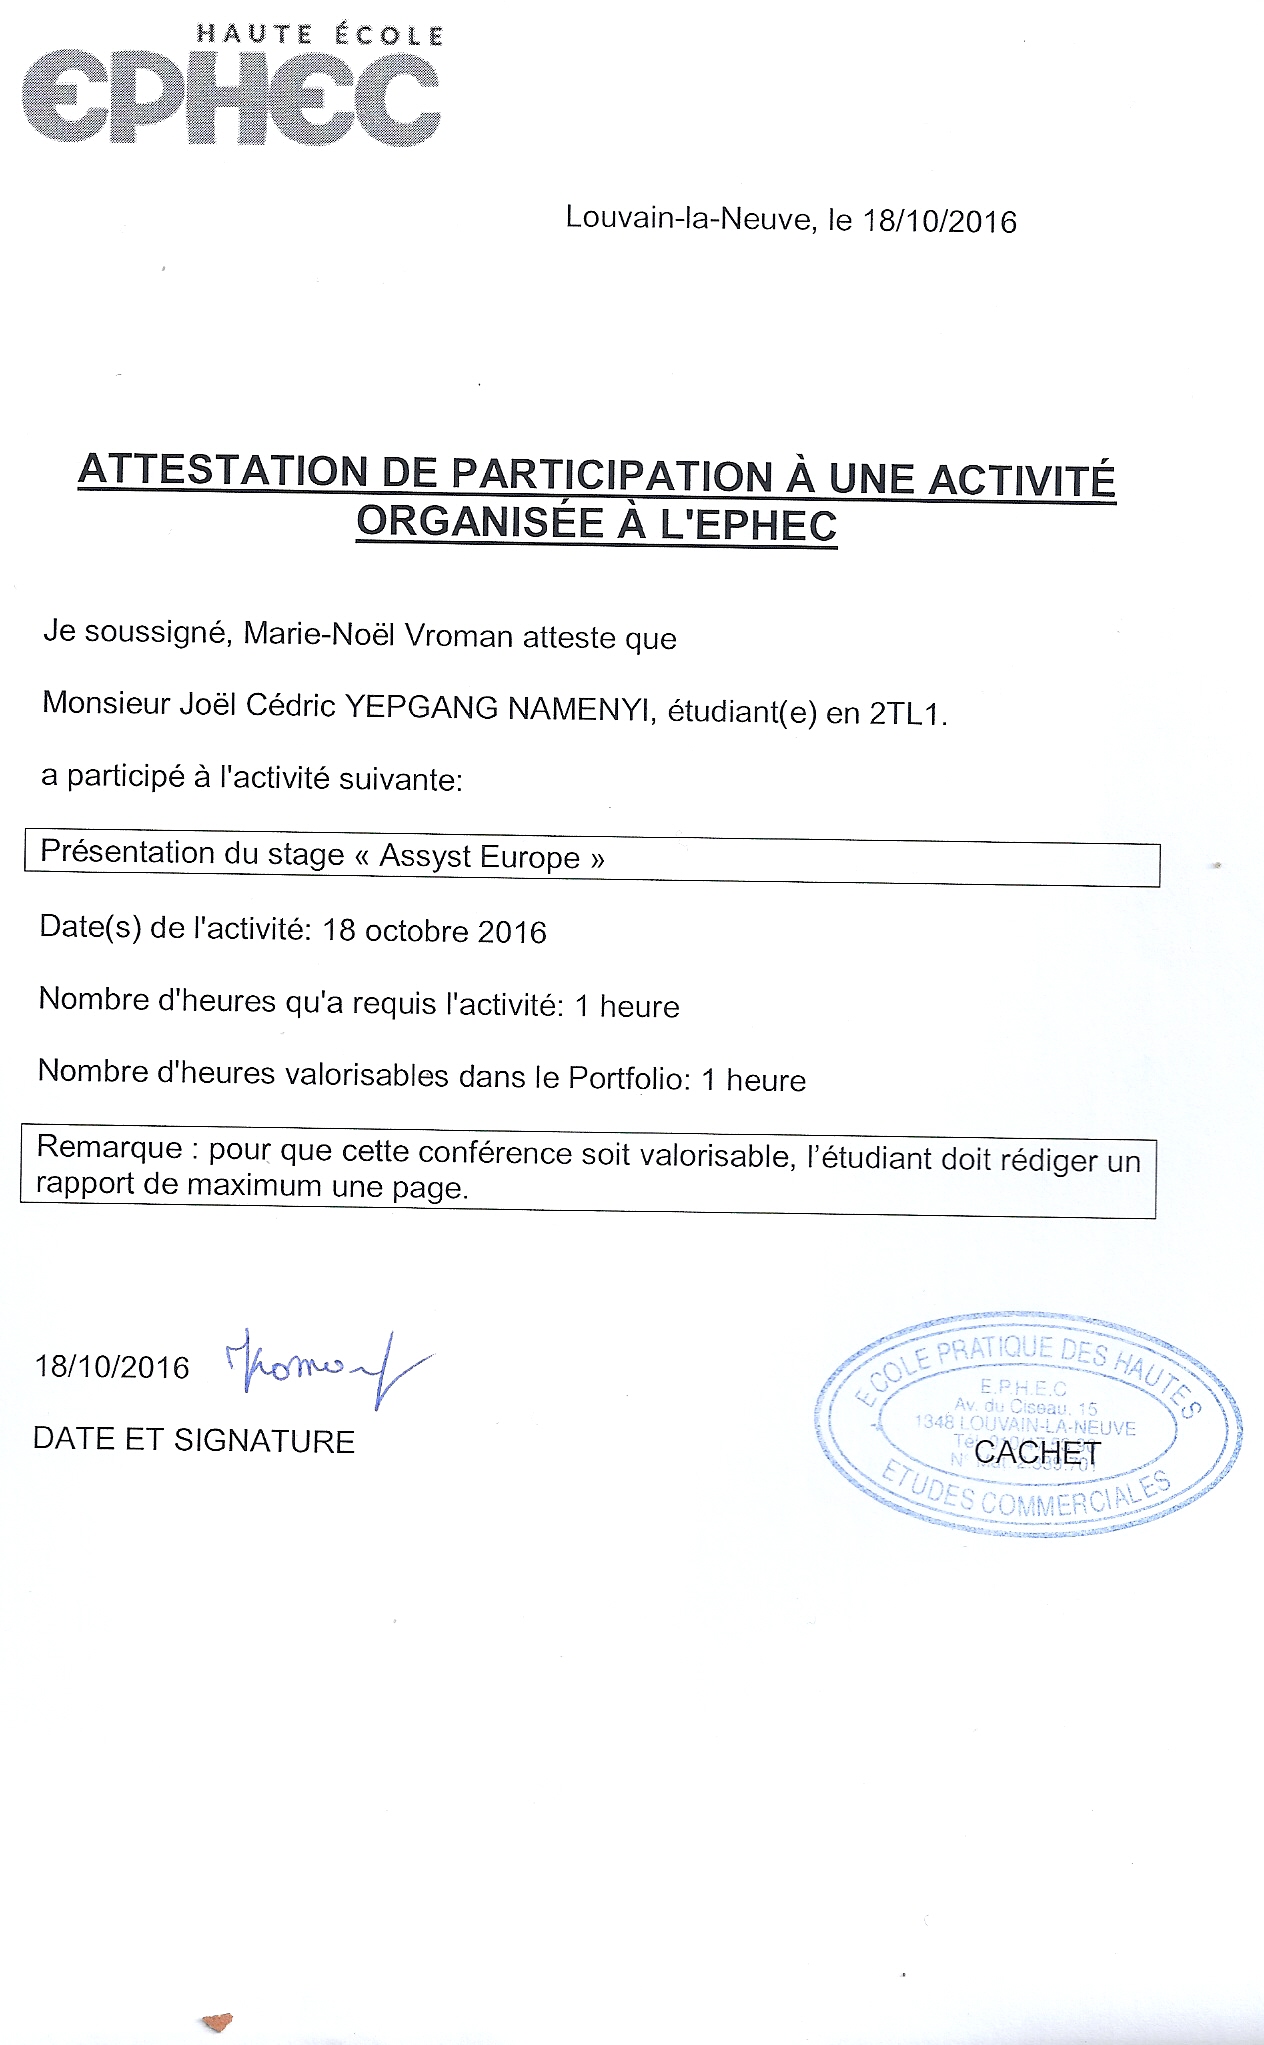 HAUTE ÉCOLE
EPHEC
Louvain-la-Neuve, le 18/10/2016
ATTESTATION DE PARTICIPATION À UNE ACTIVITÉ
ORGANISÉE À L'EPHEC
Je soussigné, Marie-Noël Vroman atteste que
Monsieur Joël Cédric YEPGANG NAMENYI, étudiant(e) en 2TL1.
a participé à l'activité suivante:
Présentation du stage « Assyst Europe »
Date(s) de l'activité: 18 octobre 2016
Nombre d'heures qu'a requis l'activité: 1 heure
Nombre d'heures valorisables dans le Portfolio: 1 heure
Remarque : pour que cette conférence soit valorisable, l’étudiant doit rédiger un
rapport de maximum une page.
18/10/2016
DATE ET SIGNATURE
ECOLE PRATIQUE DES HAUTES
E.P.H.E.C
Av. du Ciseau, 15
1348 LOUVAIN-LA-NEUVE
CACHET
ETUDES COMMERCIALES